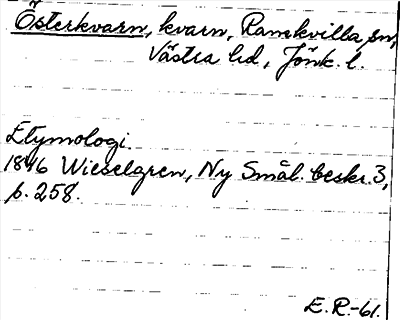 Österkvarn, kvarn, Ramkvilla sn,
Västra hd, Jönk. l.
Etymologi.
1846 Wieselgren, Ny Smål. beskr. 3,
p. 258.
E.R.-61.